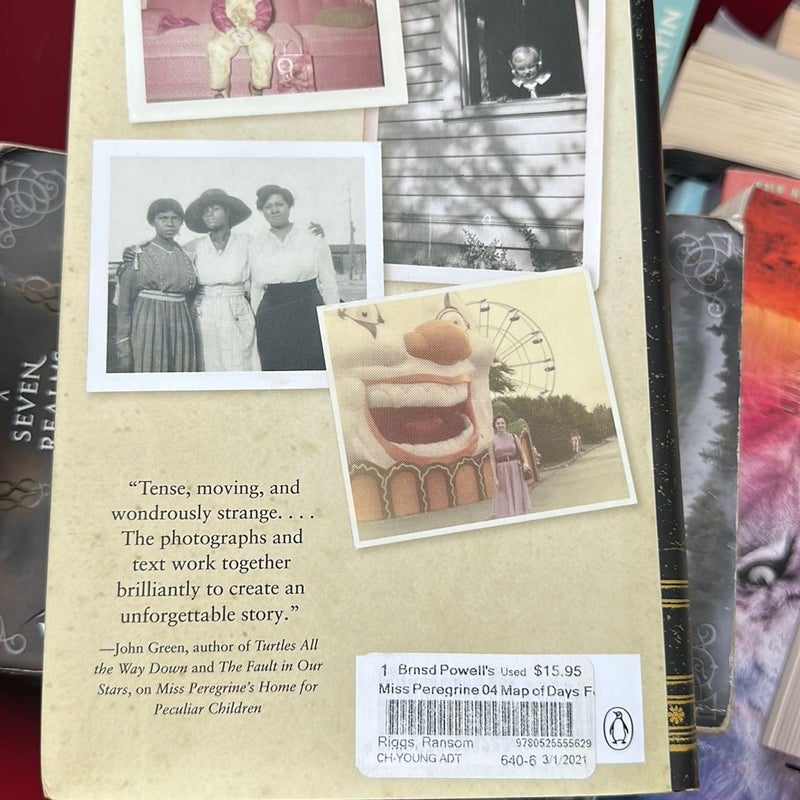 “Tense, moving, and
wondrously strange. . . .
The photographs and
text work together
brilliantly to create an
unforgettable story.”
—John Green, author of Turtles All
the Way Down and The Fault in Our
Stars, on Miss Peregrine’s Home for
Peculiar Children
1 Brnsd Powell's Used $15.95
Miss Peregrine 04 Map of Days
Riggs, Ransom 9780525555629
CH-YOUNG ADT 640-6 3/1/2021
SEVEN